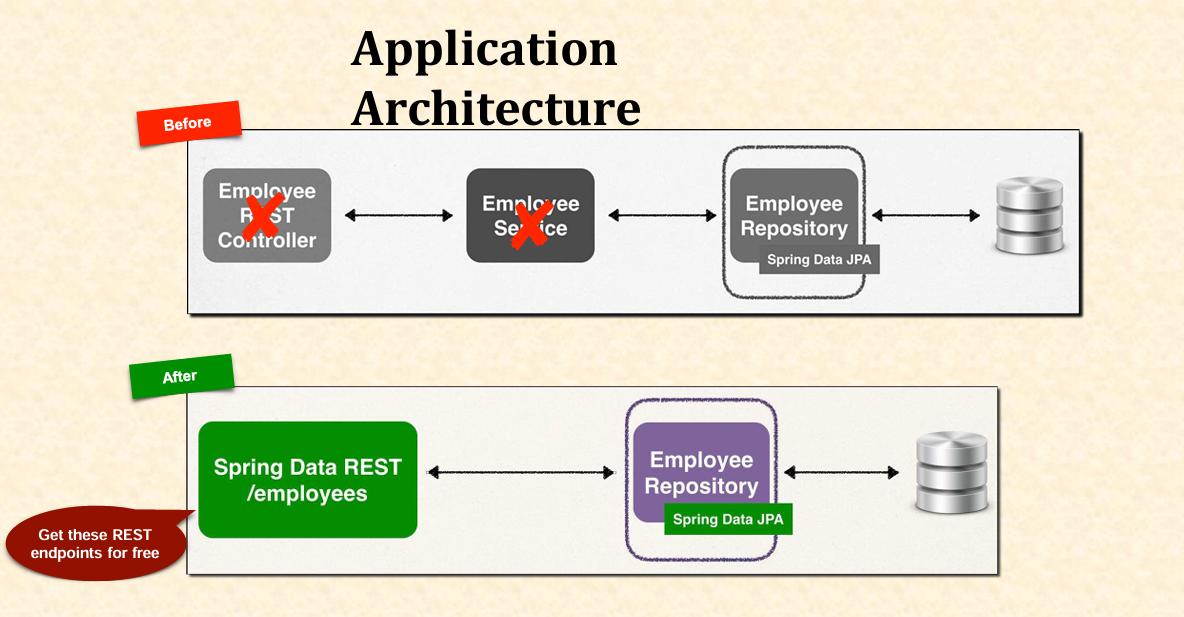 Application
Architecture
Before
Employee
REST
Controller
Employee
Service
Employee
Repository
Spring Data JPA
After
Spring Data REST
/employees
Employee
Repository
Spring Data JPA
Get these REST
endpoints for free